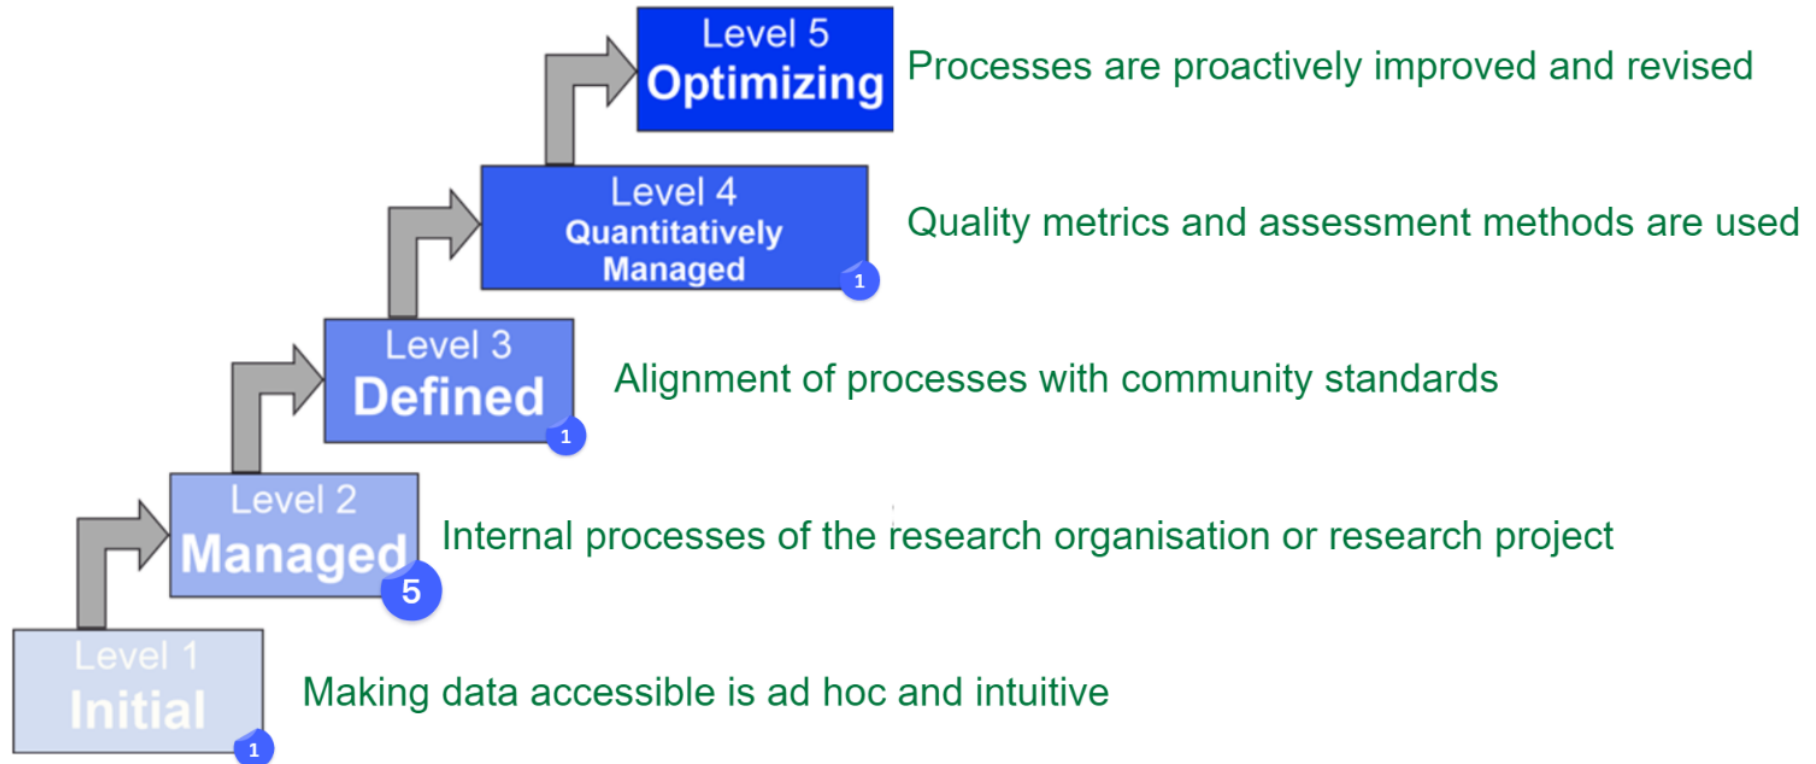 Level 5
Optimizing
Processes are proactively improved and revised
Level 4
Quantitatively
Managed
1
Quality metrics and assessment methods are used
Level 3
Defined
1
Alignment of processes with community standards
Level 2
Managed
5
Internal processes of the research organisation or research project
Level 1
Initial
1
Making data accessible is ad hoc and intuitive